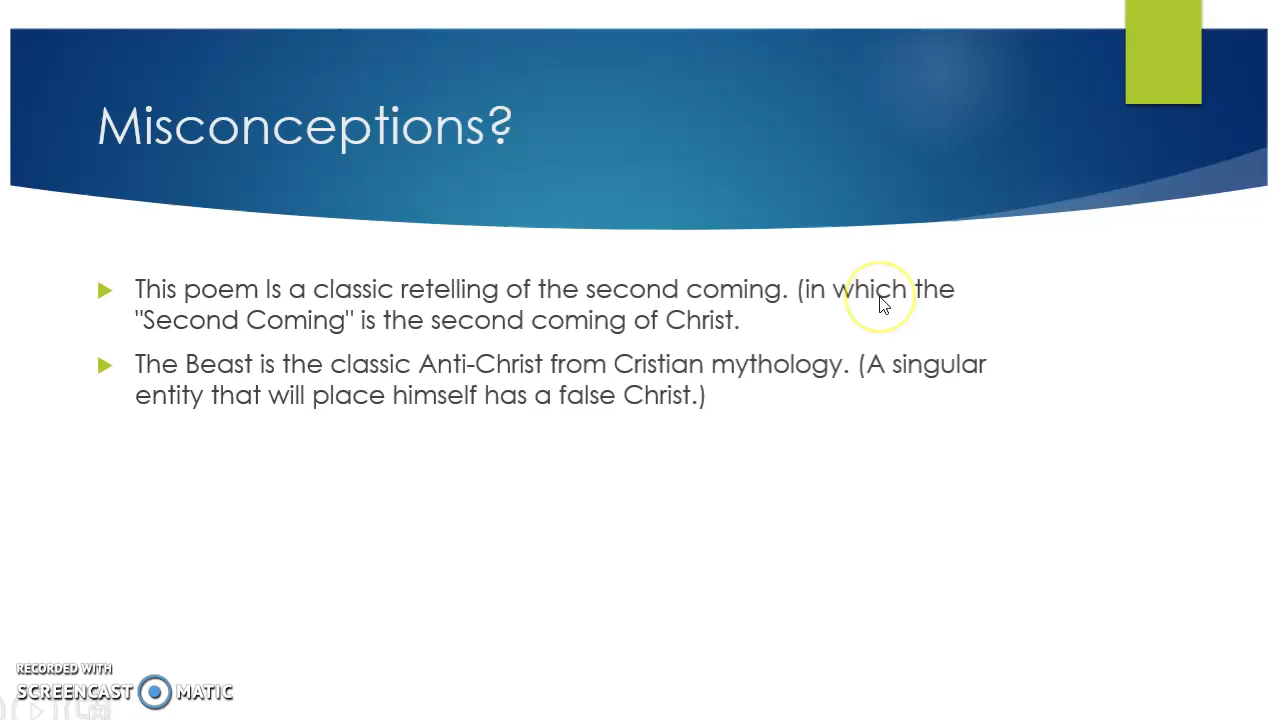 Misconceptions?
This poem Is a classic retelling of the second coming. (in which the
"Second Coming" is the second coming of Christ.
The Beast is the classic Anti-Christ from Cristian mythology. (A singular
entity that will place himself has a false Christ.)
RECORDED WITH
SCREENCAST MATIC